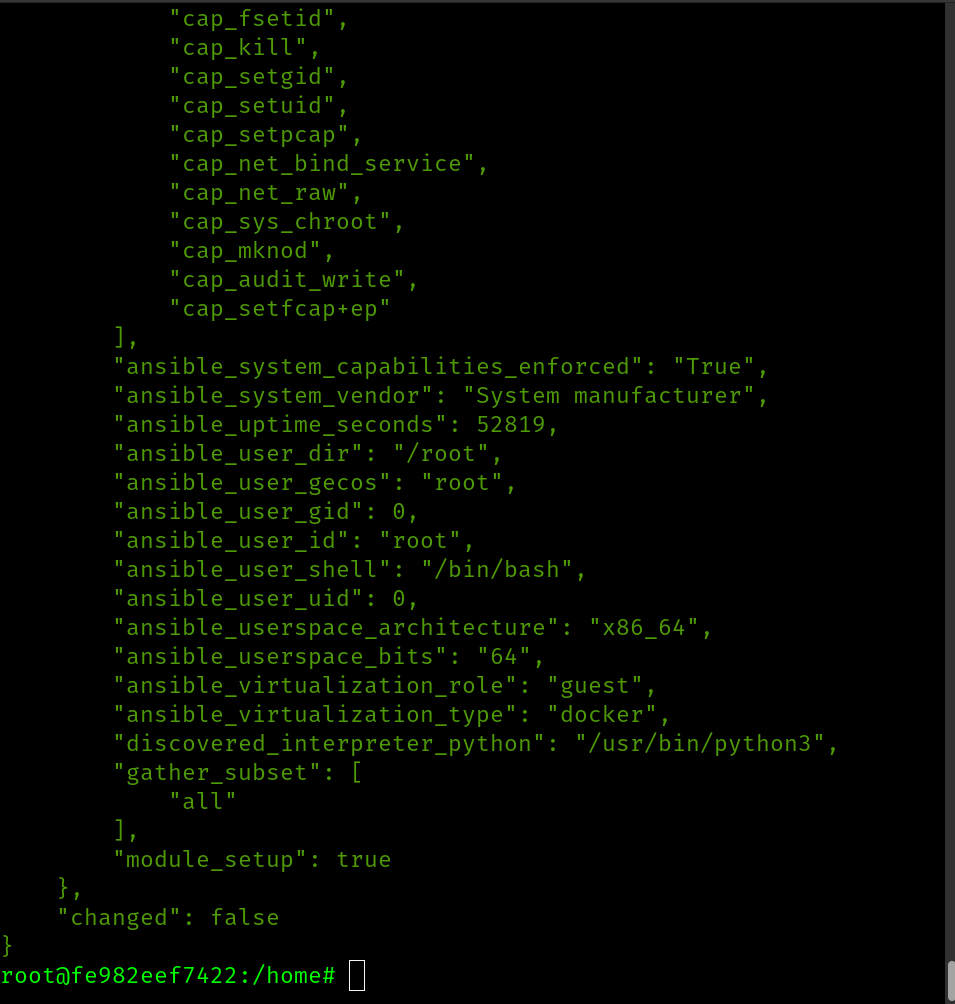 "cap_fsetid",
"cap_kill",
"cap_setgid",
"cap_setuid",
"cap_setpcap",
"cap_net_bind_service",
"cap_net_raw",
"cap_sys_chroot",
"cap_mknod",
"cap_audit_write",
"cap_setfcap+ep"
],
"ansible_system_capabilities_enforced": "True",
"ansible_system_vendor": "System manufacturer",
"ansible_uptime_seconds": 52819,
"ansible_user_dir": "/root",
"ansible_user_gecos": "root",
"ansible_user_gid": 0,
"ansible_user_id": "root",
"ansible_user_shell": "/bin/bash",
"ansible_user_uid": 0,
"ansible_userspace_architecture": "x86_64",
"ansible_userspace_bits": "64",
"ansible_virtualization_role": "guest",
"ansible_virtualization_type": "docker",
"discovered_interpreter_python": "/usr/bin/python3",
"gather_subset": [
"all"
],
"module_setup": true
},
"changed": false
}
root@fe982eef7422:/home#